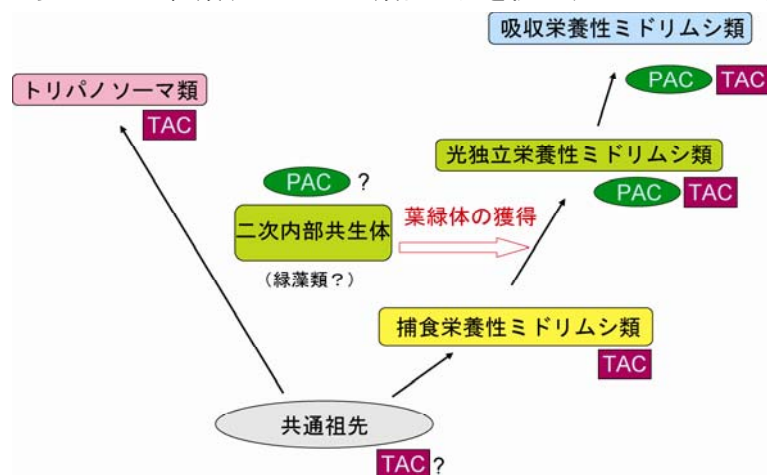 吸収栄養性ミドリムシ類
PAC TAC
トリパノソーマ類
TAC
光独立栄養性ミドリムシ類
PAC TAC
PAC ?
二次内部共生体
(緑藻類?)
葉緑体の獲得
捕食栄養性ミドリムシ類
TAC
共通祖先
TAC ?